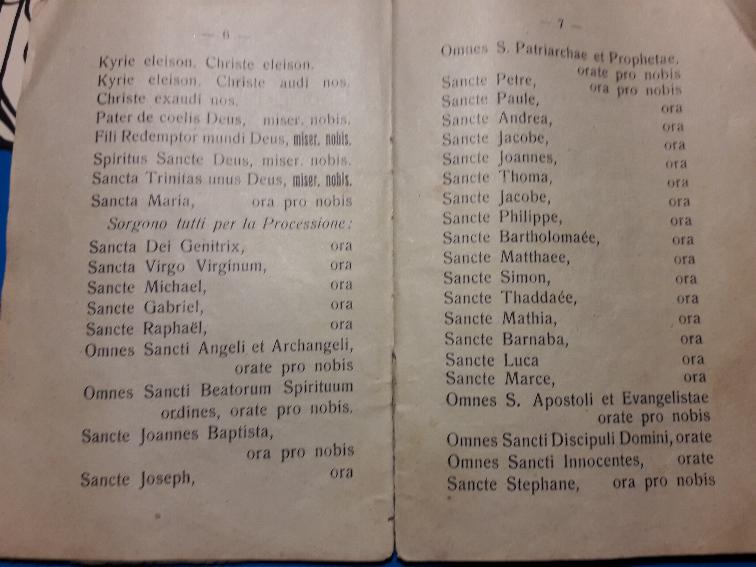 — 6 —
Kyrie eleison. Christe eleison.
Kyrie eleison. Christe audi nos.
Christe exaudi nos.
Pater de coelis Deus, miser. nobis.
Fili Redemptor mundi Deus, miser. nobis.
Spiritus Sancte Deus, miser. nobis.
Sancta Trinitas unus Deus, miser. nobis.
Sancta Maria, ora pro nobis
Sorgono tutti per la Processione:
Sancta Dei Genitrix, ora
Sancta Virgo Virginum, ora
Sancte Michael, ora
Sancte Gabriel, ora
Sancte Raphaël, ora
Omnes Sancti Angeli et Archangeli,
orate pro nobis
Omnes Sancti Beatorum Spirituum
ordines, orate pro nobis.
Sancte Joannes Baptista,
ora pro nobis
Sancte Joseph, ora
— 7 —
Omnes S. Patriarchae et Prophetae,
orate pro nobis
Sancte Petre, ora pro nobis
Sancte Paule, ora
Sancte Andrea, ora
Sancte Jacobe, ora
Sancte Joannes, ora
Sancte Thoma, ora
Sancte Jacobe, ora
Sancte Philippe, ora
Sancte Bartholomaée, ora
Sancte Matthaee, ora
Sancte Simon, ora
Sancte Thaddaée, ora
Sancte Mathia, ora
Sancte Barnaba, ora
Sancte Luca ora
Sancte Marce, ora
Omnes S. Apostoli et Evangelistae
orate pro nobis
Omnes Sancti Discipuli Domini, orate
Omnes Sancti Innocentes, orate
Sancte Stephane, ora pro nobis